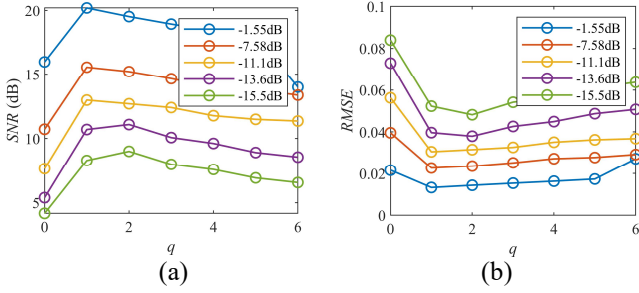 20
15
10
5
SNR (dB)
-1.55dB
-7.58dB
-11.1dB
-13.6dB
-15.5dB
0 2 4 6
q
(a)
0.1
0.08
0.06
0.04
0.02
0
RMSE
-1.55dB
-7.58dB
-11.1dB
-13.6dB
-15.5dB
0 2 4 6
q
(b)